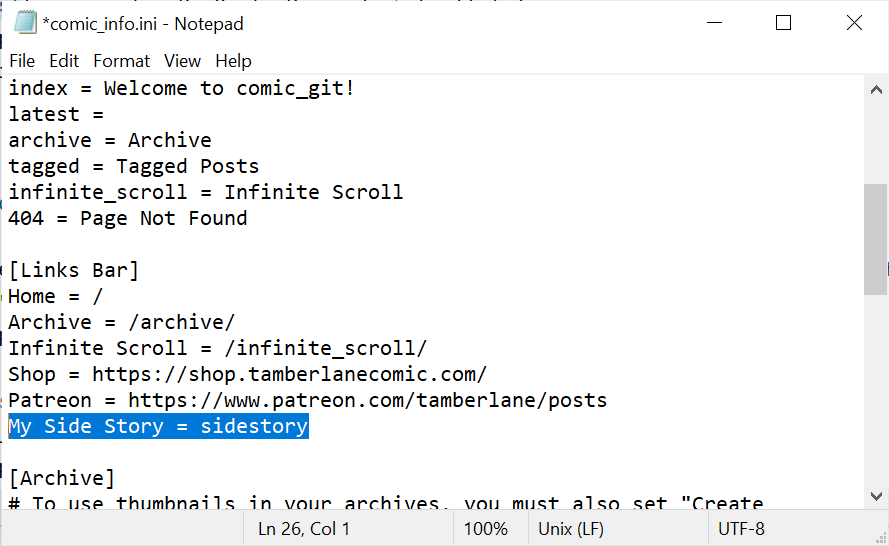 *comic_info.ini - Notepad
File Edit Format View Help
index = Welcome to comic_git!
latest =
archive = Archive
tagged = Tagged Posts
infinite_scroll = Infinite Scroll
404 = Page Not Found
[Links Bar]
Home = /
Archive = /archive/
Infinite Scroll = /infinite_scroll/
Shop = https://shop.tamberlanecomic.com/
Patreon = https://www.patreon.com/tamberlane/posts
My Side Story = sidestory
[Archive]
# To use thumbnails in your archives, you must also set "Create
Ln 26, Col 1 100% Unix (LF) UTF-8